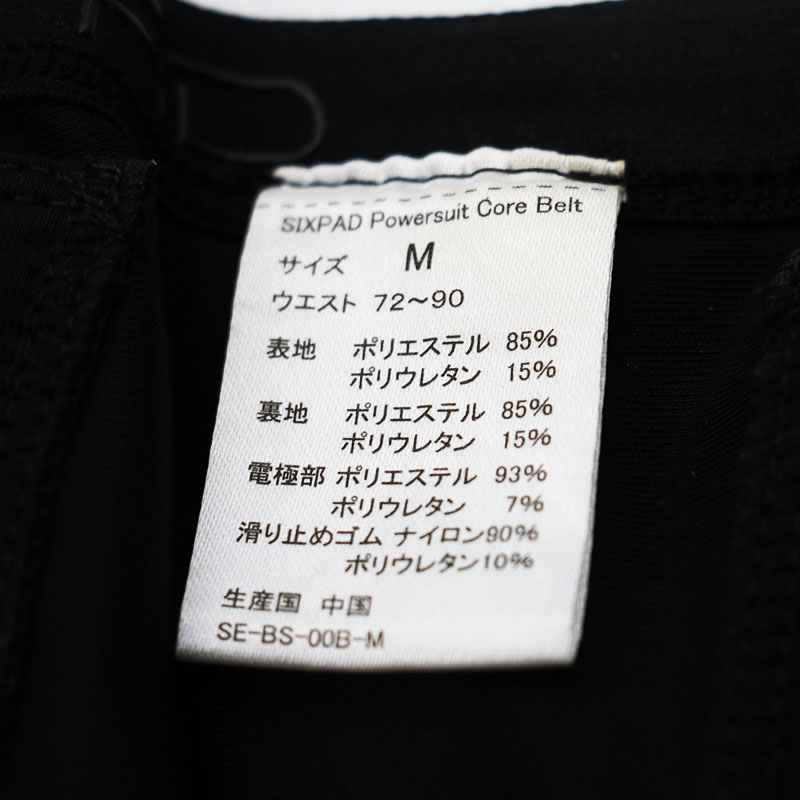 SIXPAD Powersuit Core Belt
サイズ M
ウエスト 72～90
表地 ポリエステル 85%
ポリウレタン 15%
裏地 ポリエステル 85%
ポリウレタン 15%
電極部 ポリエステル 93%
ポリウレタン 7%
滑り止めゴム ナイロン90%
ポリウレタン10%
生産国 中国
SE-BS-00B-M